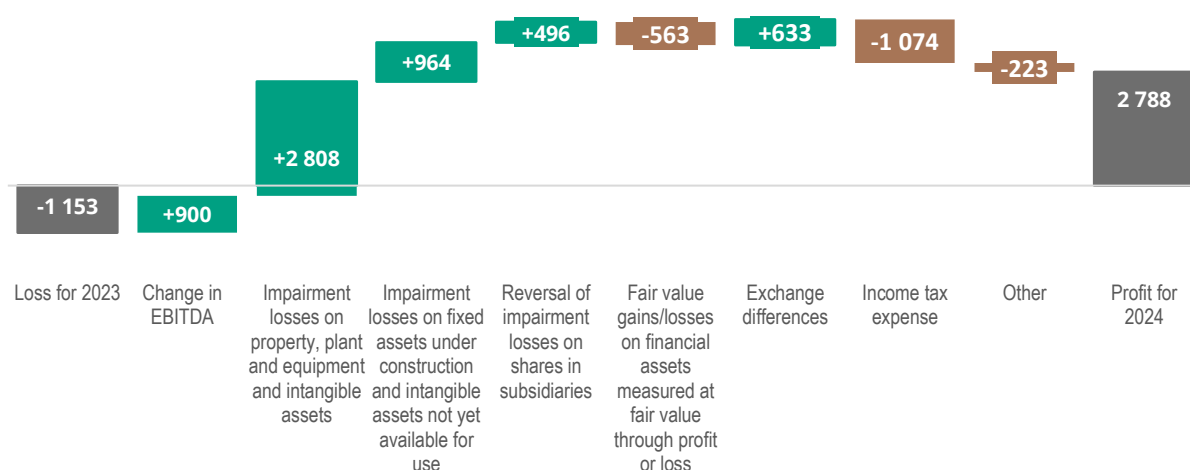 +496
-563
+633
-1 074
+964
-223
2 788
+2 808
-1 153
+900
Loss for 2023
Change in
EBITDA
Impairment
losses on
property, plant
and equipment
and intangible
assets
Impairment
losses on fixed
assets under
construction
and intangible
assets not yet
available for
use
Reversal of
impairment
losses on
shares in
subsidiaries
Fair value
gains/losses
on financial
assets
measured at
fair value
through profit
or loss
Exchange
differences
Income tax
expense
Other
Profit for
2024